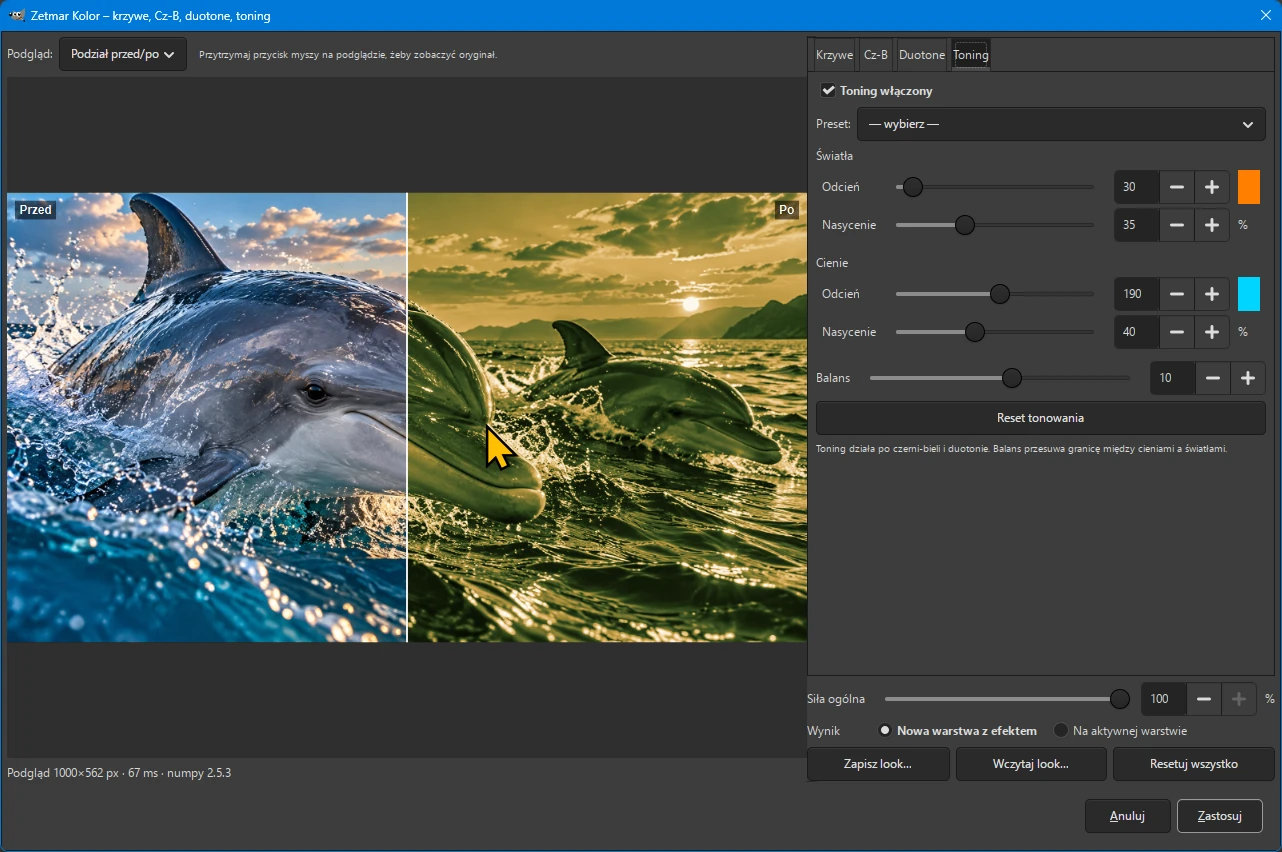 Zetmar Kolor – krzywe, Cz-B, duotone, toning
Podgląd: Podział przed/po Przytrzymaj przycisk myszy na podglądzie, żeby zobaczyć oryginał.
Krzywe Cz-B Duotone Toning
Toning włączony
Preset: — wybierz —
Światła
Odcień 30
Nasycenie 35 %
Cienie
Odcień 190
Nasycenie 40 %
Balans 10
Reset tonowania
Toning działa po czerni-bieli i duotonie. Balans przesuwa granicę między cieniami a światłami.
Przed
Po
Siła ogólna 100 %
Wynik Nowa warstwa z efektem Na aktywnej warstwie
Zapisz look... Wczytaj look... Resetuj wszystko
Podgląd 1000×562 px · 67 ms · numpy 2.5.3
Anuluj Zastosuj